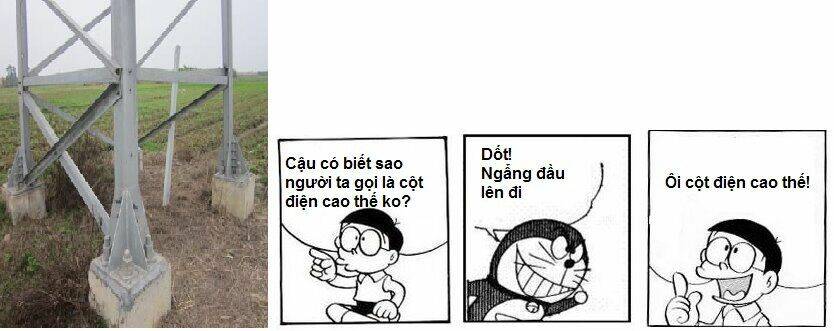 Cậu có biết sao
người ta gọi là cột
điện cao thế ko?
Dốt!
Ngẩng đầu
lên đi
Ôi cột điện cao thế!